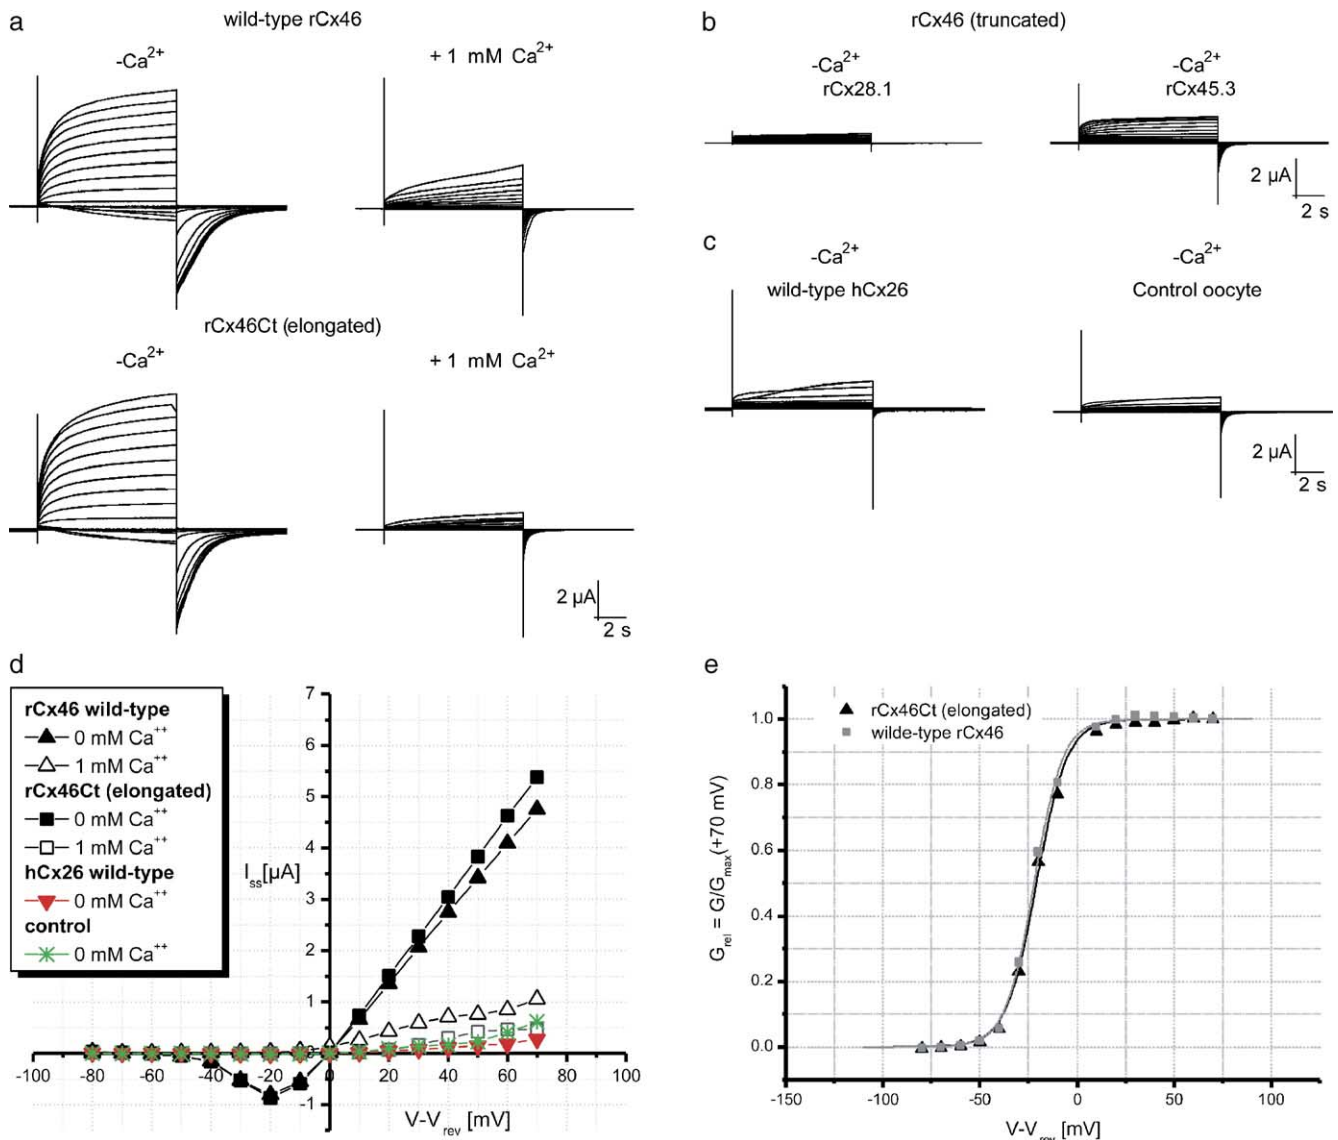 a
wild-type rCx46
-Ca2+
+ 1 mM Ca2+
rCx46Ct (elongated)
-Ca2+
+ 1 mM Ca2+
2 µA
2 s
b
rCx46 (truncated)
-Ca2+
rCx28.1
-Ca2+
rCx45.3
2 µA
2 s
c
-Ca2+
wild-type hCx26
-Ca2+
Control oocyte
2 µA
2 s
d
rCx46 wild-type
0 mM Ca++
1 mM Ca++
rCx46Ct (elongated)
0 mM Ca++
1 mM Ca++
hCx26 wild-type
0 mM Ca++
control
0 mM Ca++
Iss[µA]
7
6
5
4
3
2
1
0
-1
-100 -80 -60 -40 -20 0 20 40 60 80 100
V-Vrev [mV]
e
rCx46Ct (elongated)
wilde-type rCx46
Grel = G/Gmax(+70 mV)
1.0
0.8
0.6
0.4
0.2
0.0
-150 -100 -50 0 50 100
V-Vrev [mV]